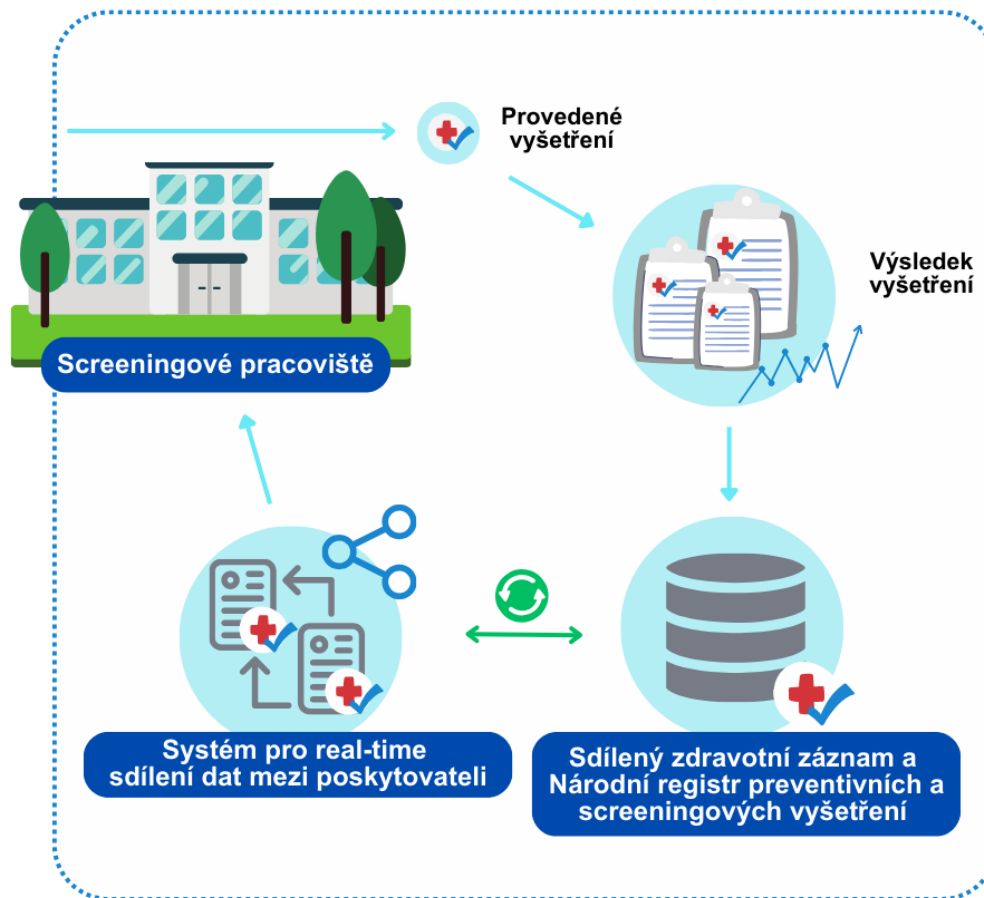 Provedené
vyšetření
Výsledek
vyšetření
Screeningové pracoviště
Systém pro real-time
sdílení dat mezi poskytovateli
Sdílený zdravotní záznam a
Národní registr preventivních a
screeningových vyšetření